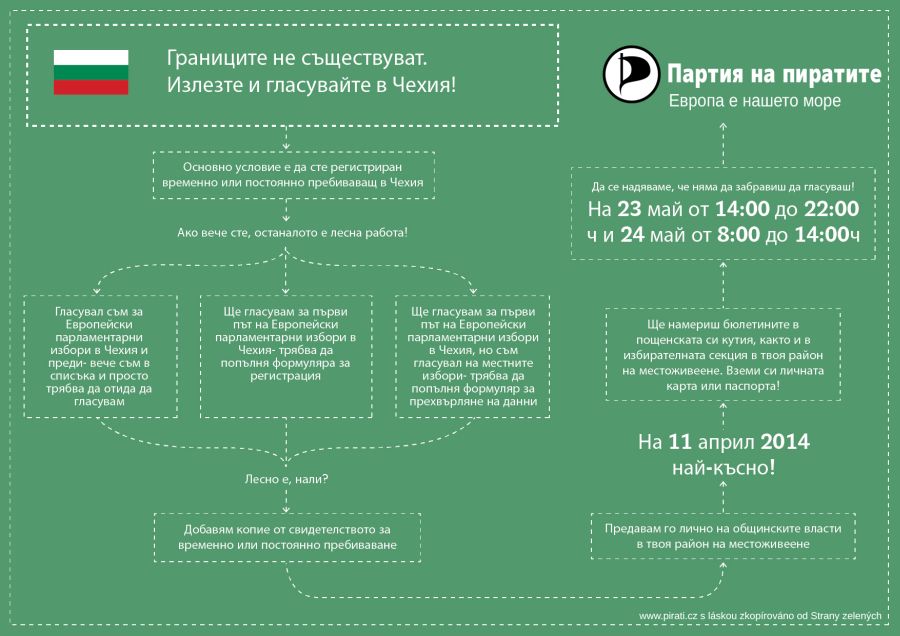 Границите не съществуват.
Излезте и гласувайте в Чехия!
Основно условие е да сте регистриран
временно или постоянно пребиваващ в Чехия
Ако вече сте, останалото е лесна работа!
Гласувал съм за
Европейски
парламентарни
избори в Чехия и
преди- вече съм в
списъка и просто
трябва да отида да
гласувам
Ще гласувам за първи
път на Европейски
парламентарни избори в
Чехия- трябва да
попълня формуляра за
регистрация
Ще гласувам за първи
път на Европейски
парламентарни избори
в Чехия, но съм
гласувал на местните
избори- трябва да
попълня формуляр за
прехвърляне на данни
Лесно е, нали?
Добавям копие от свидетелството за
временно или постоянно пребиваване
Предавам го лично на общинските власти
в твоя район на местоживеене
На 11 април 2014
най-късно!
Ще намериш бюлетините в
пощенската си кутия, както и в
избирателната секция в твоя район
на местоживеене. Вземи си личната
карта или паспорта!
Да се надяваме, че няма да забравиш да гласуваш!
На 23 май от 14:00 до 22:00
ч и 24 май от 8:00 до 14:00ч
Партия на пиратите
Европа е нашето море
www.pirati.cz s láskou zkopírováno od Strany zelených